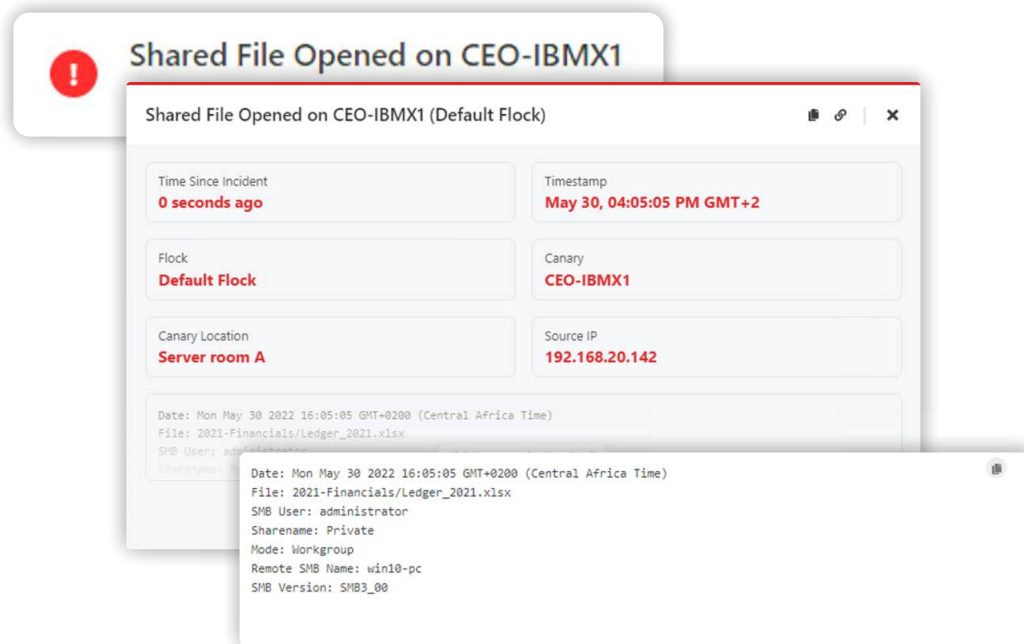 Shared File Opened on CEO-IBMX1
Shared File Opened on CEO-IBMX1 (Default Flock)
Time Since Incident
0 seconds ago
Timestamp
May 30, 04:05:05 PM GMT+2
Flock
Default Flock
Canary
CEO-IBMX1
Canary Location
Server room A
Source IP
192.168.20.142
Date: Mon May 30 2022 16:05:05 GMT+0200 (Central Africa Time)
File: 2021-Financials/Ledger_2021.xlsx
SMB User: administrator
Date: Mon May 30 2022 16:05:05 GMT+0200 (Central Africa Time)
File: 2021-Financials/Ledger_2021.xlsx
SMB User: administrator
Sharename: Private
Mode: Workgroup
Remote SMB Name: win10-pc
SMB Version: SMB3_00